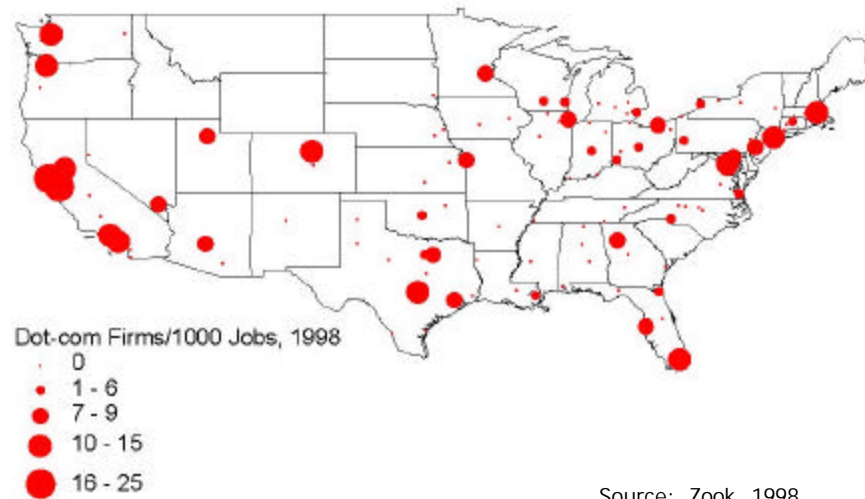 Dot-com Firms/1000 Jobs, 1998
0
1 - 6
7 - 9
10 - 15
16 - 25
Source: Zook, 1998